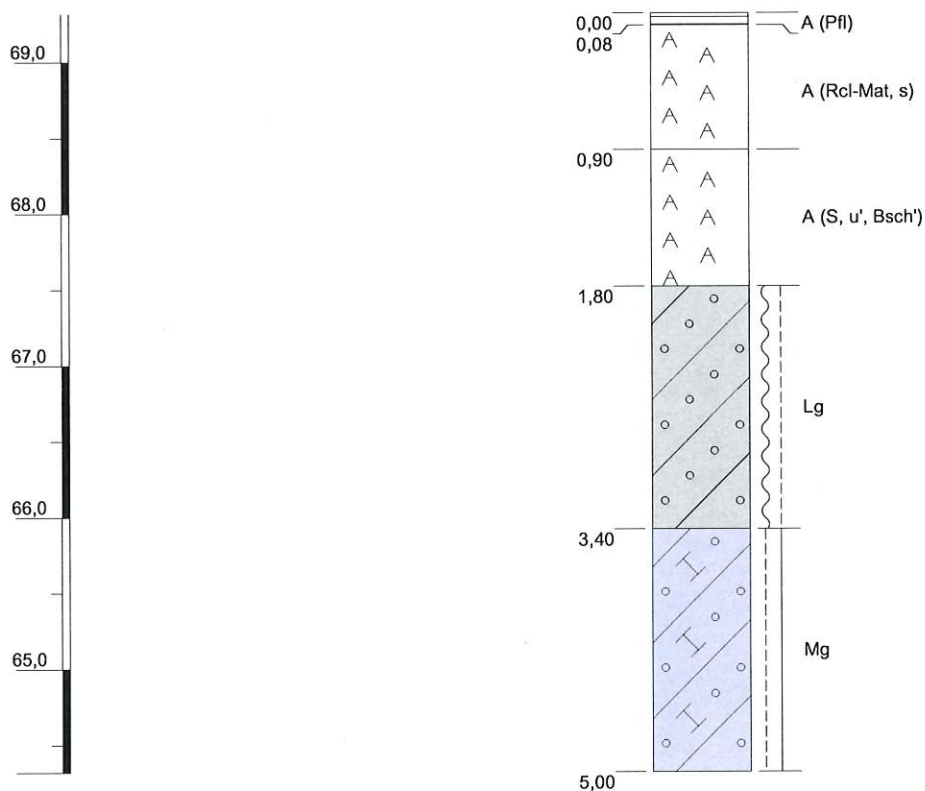 0,00
A (Pfl)
0,08
69,0
A (Rcl-Mat, s)
0,90
68,0
A (S, u', Bsch')
1,80
67,0
Lg
66,0
3,40
65,0
Mg
5,00